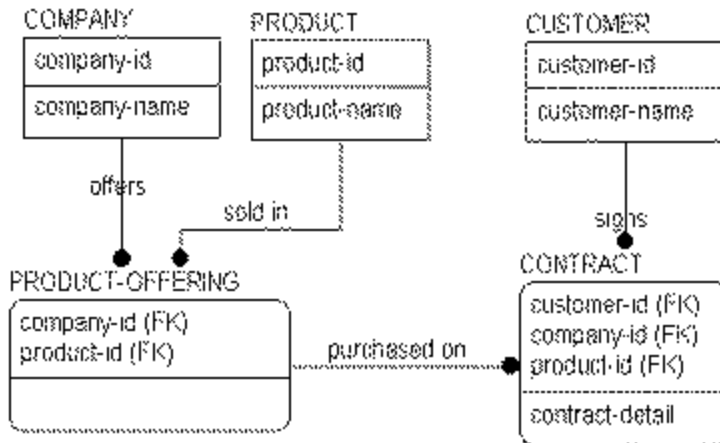 COMPANY
company-id
company-name
PRODUCT
product-id
product-name
CUSTOMER
customer-id
customer-name
offers
sold in
signs
PRODUCT-OFFERING
company-id (FK)
product-id (FK)
purchased on
CONTRACT
customer-id (FK)
company-id (FK)
product-id (FK)
contract-detail